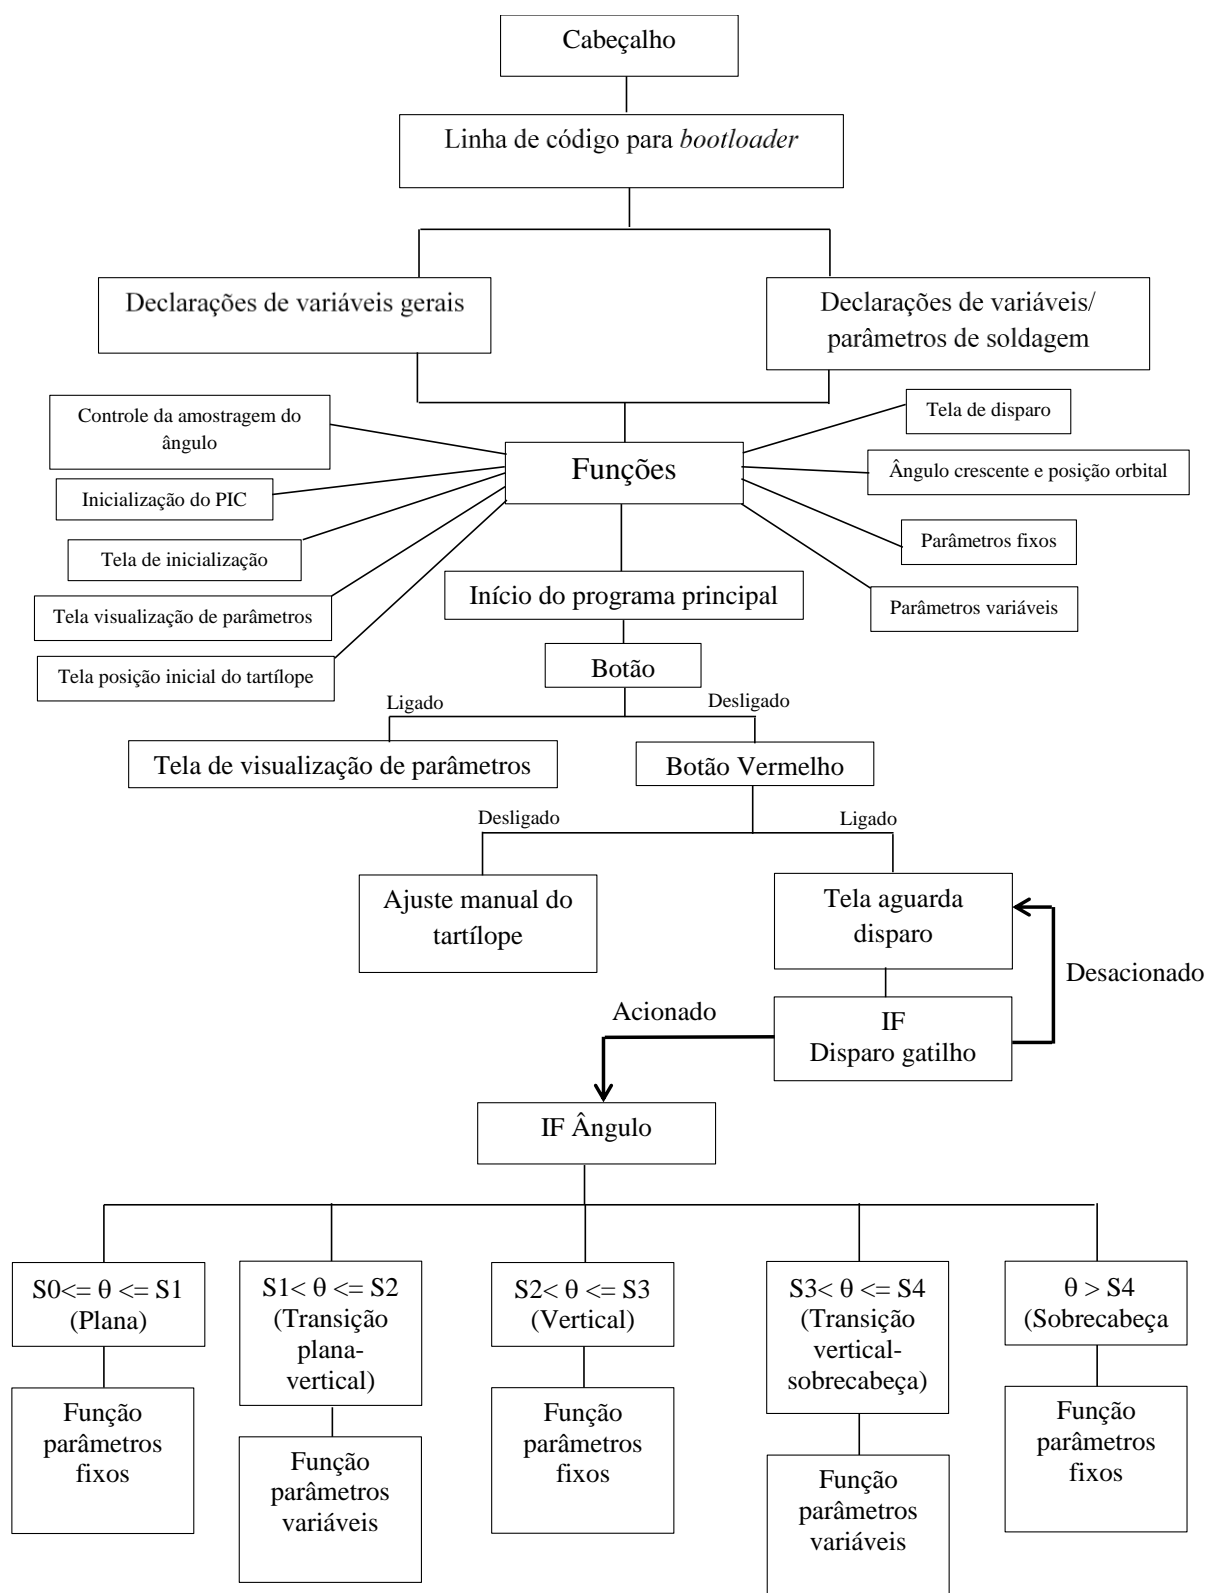 Cabeçalho
Linha de código para bootloader
Declarações de variáveis gerais
Declarações de variáveis/
parâmetros de soldagem
Controle da amostragem do
ângulo
Tela de disparo
Funções
Ângulo crescente e posição orbital
Inicialização do PIC
Parâmetros fixos
Tela de inicialização
Início do programa principal
Parâmetros variáveis
Tela visualização de parâmetros
Tela posição inicial do tartílope
Botão
Ligado
Desligado
Tela de visualização de parâmetros
Botão Vermelho
Desligado
Ligado
Ajuste manual do
tartílope
Tela aguarda
disparo
Desacionado
Acionado
IF
Disparo gatilho
IF Ângulo
S0<= θ <= S1
(Plana)
S1< θ <= S2
(Transição
plana-
vertical)
S2< θ <= S3
(Vertical)
S3< θ <= S4
(Transição
vertical-
sobrecabeça)
θ > S4
(Sobrecabeça
Função
parâmetros
fixos
Função
parâmetros
variáveis
Função
parâmetros
fixos
Função
parâmetros
variáveis
Função
parâmetros
fixos